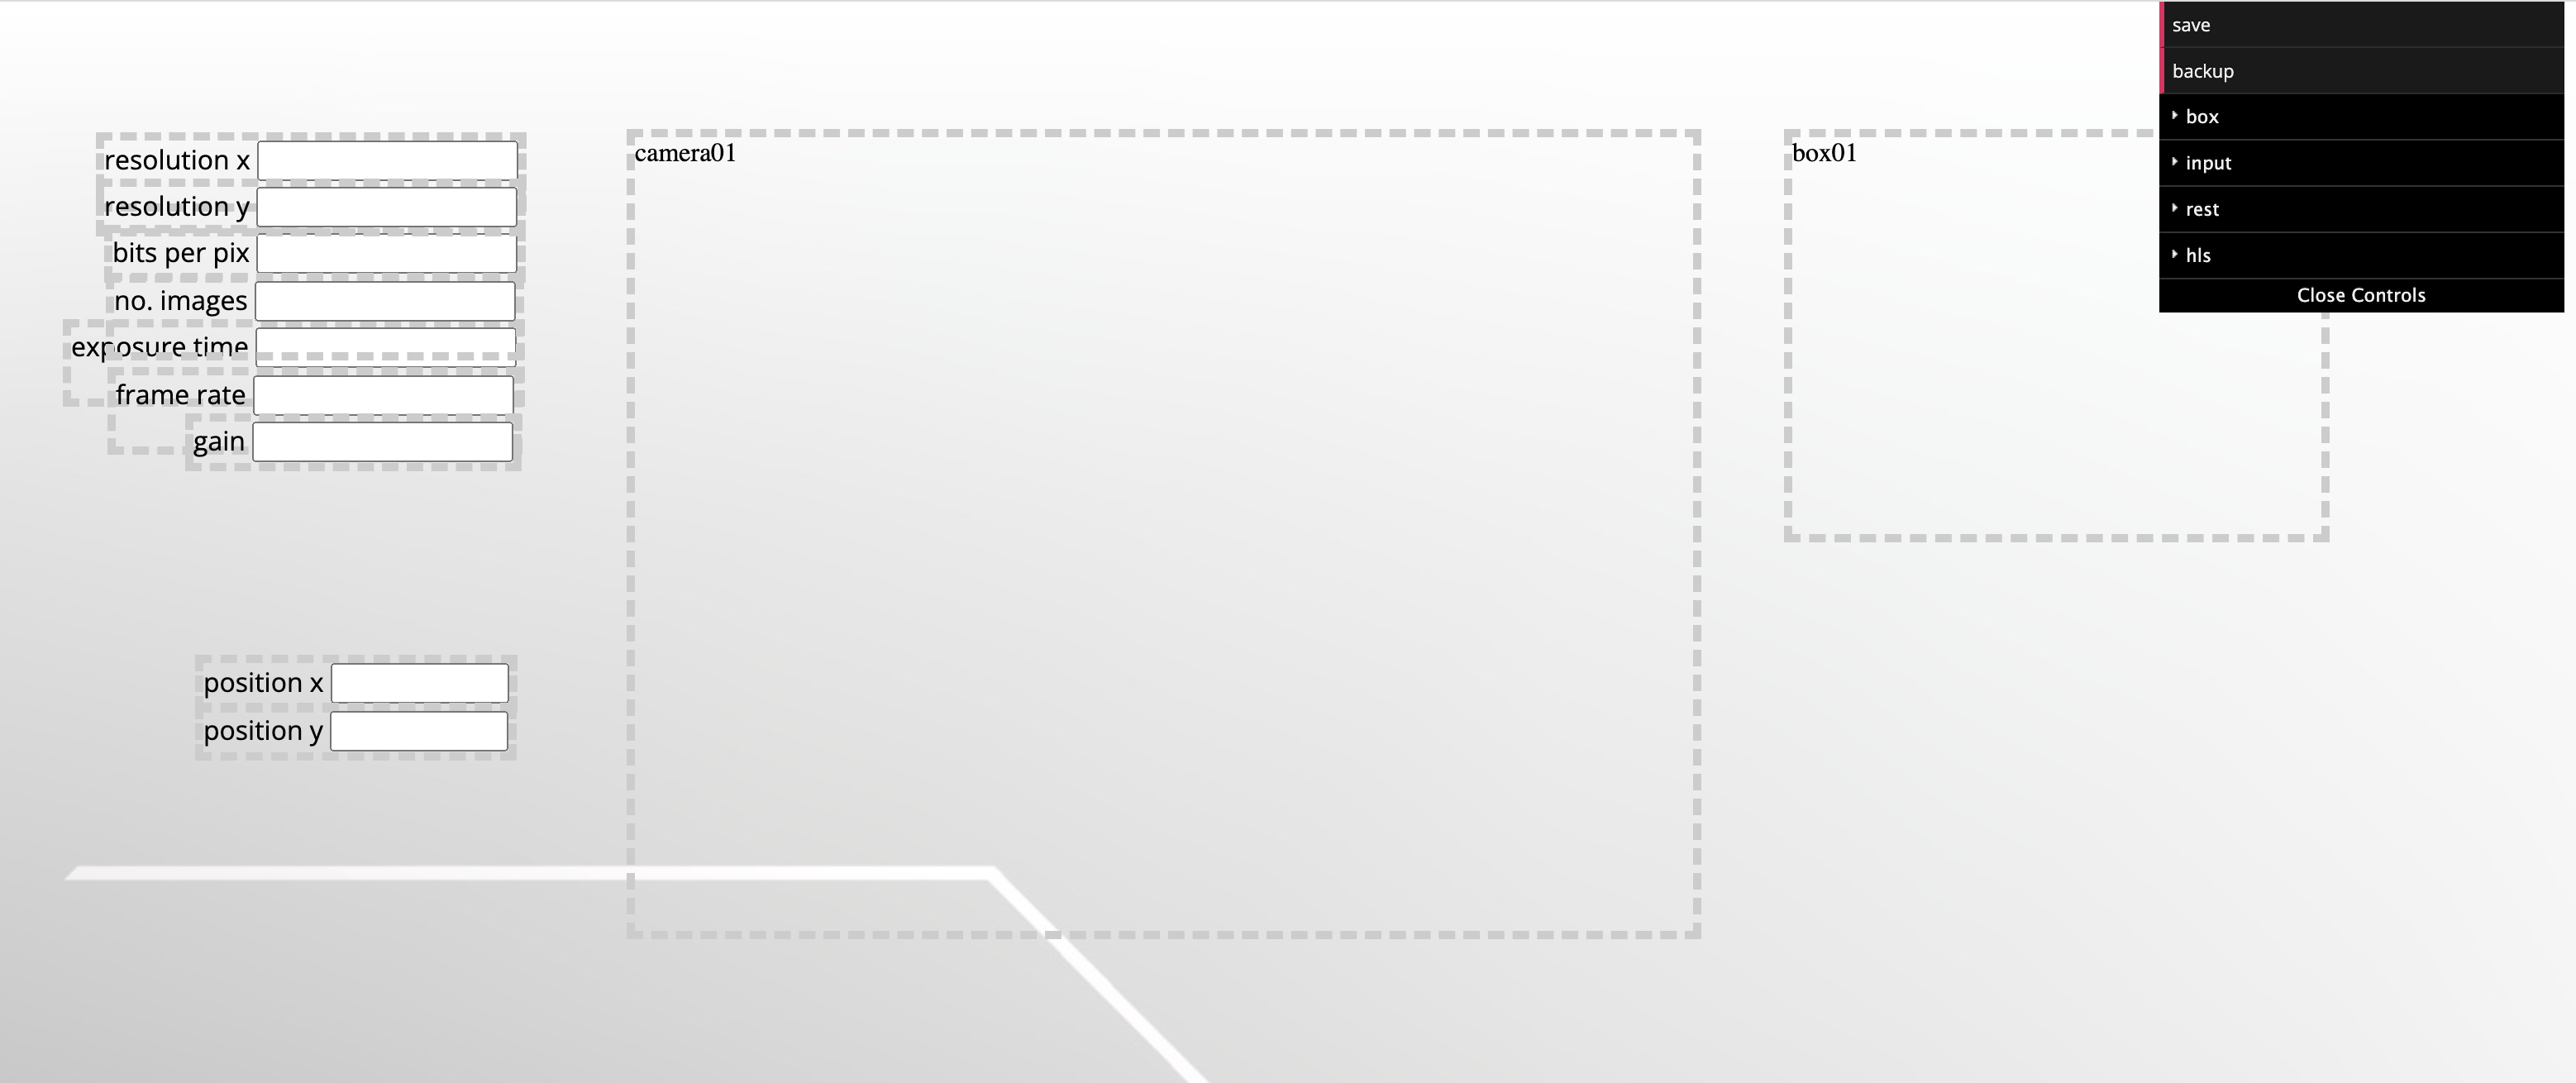 save
backup
box
input
rest
hls
Close Controls
resolution x
resolution y
bits per pix
no. images
exposure time
frame rate
gain
position x
position y
camera01
box01